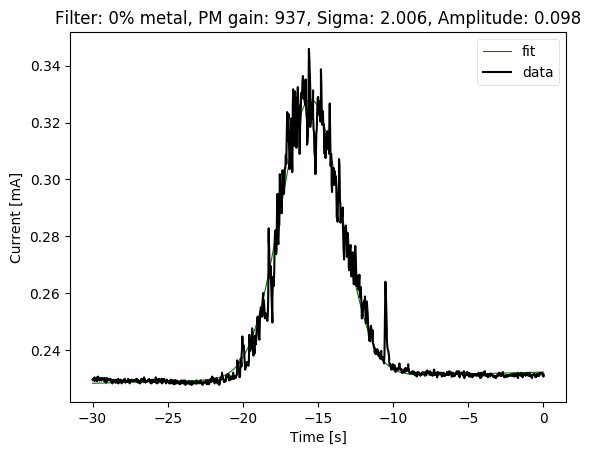 Filter: 0% metal, PM gain: 937, Sigma: 2.006, Amplitude: 0.098
fit
data
0.34
0.32
0.30
0.28
0.26
0.24
Current [mA]
−30
−25
−20
−15
−10
−5
0
Time [s]